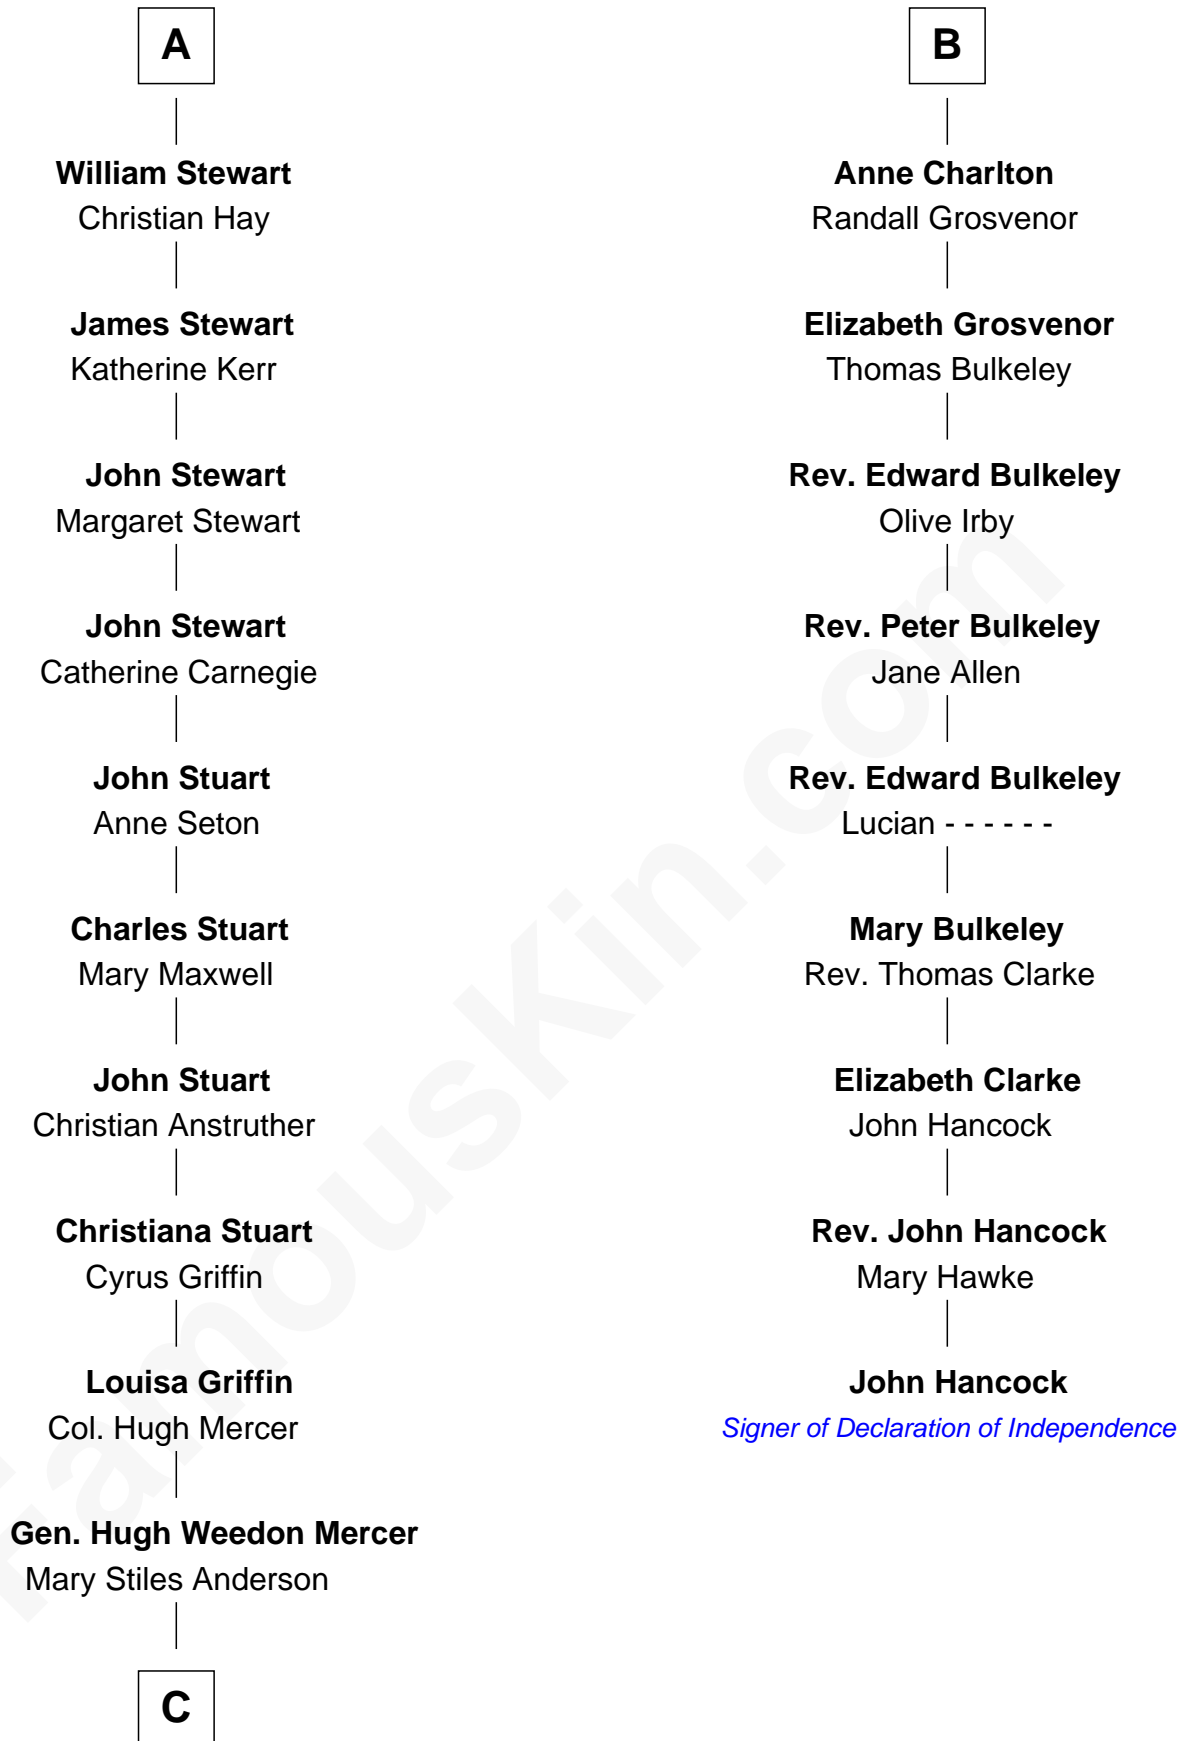 A
William Stewart
Christian Hay
James Stewart
Katherine Kerr
John Stewart
Margaret Stewart
John Stewart
Catherine Carnegie
John Stuart
Anne Seton
Charles Stuart
Mary Maxwell
John Stuart
Christian Anstruther
Christiana Stuart
Cyrus Griffin
Louisa Griffin
Col. Hugh Mercer
Gen. Hugh Weedon Mercer
Mary Stiles Anderson
C
B
Anne Charlton
Randall Grosvenor
Elizabeth Grosvenor
Thomas Bulkeley
Rev. Edward Bulkeley
Olive Irby
Rev. Peter Bulkeley
Jane Allen
Rev. Edward Bulkeley
Lucian - - - - - -
Mary Bulkeley
Rev. Thomas Clarke
Elizabeth Clarke
John Hancock
Rev. John Hancock
Mary Hawke
John Hancock
Signer of Declaration of Independence
FamousKin.com